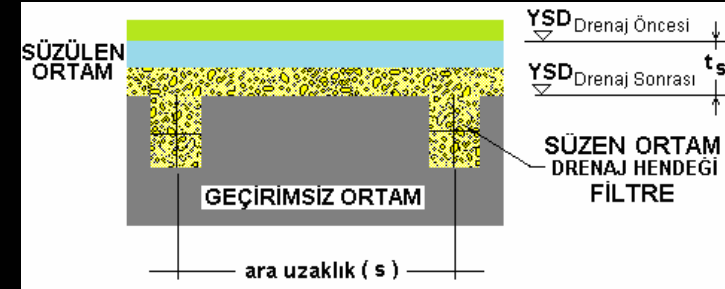 YSD Drenaj Öncesi
SÜZÜLEN
ORTAM
ts
YSD Drenaj Sonrası
SÜZEN ORTAM
DRENAJ HENDEĞİ
FİLTRE
GEÇİRİMSİZ ORTAM
ara uzaklık ( s )